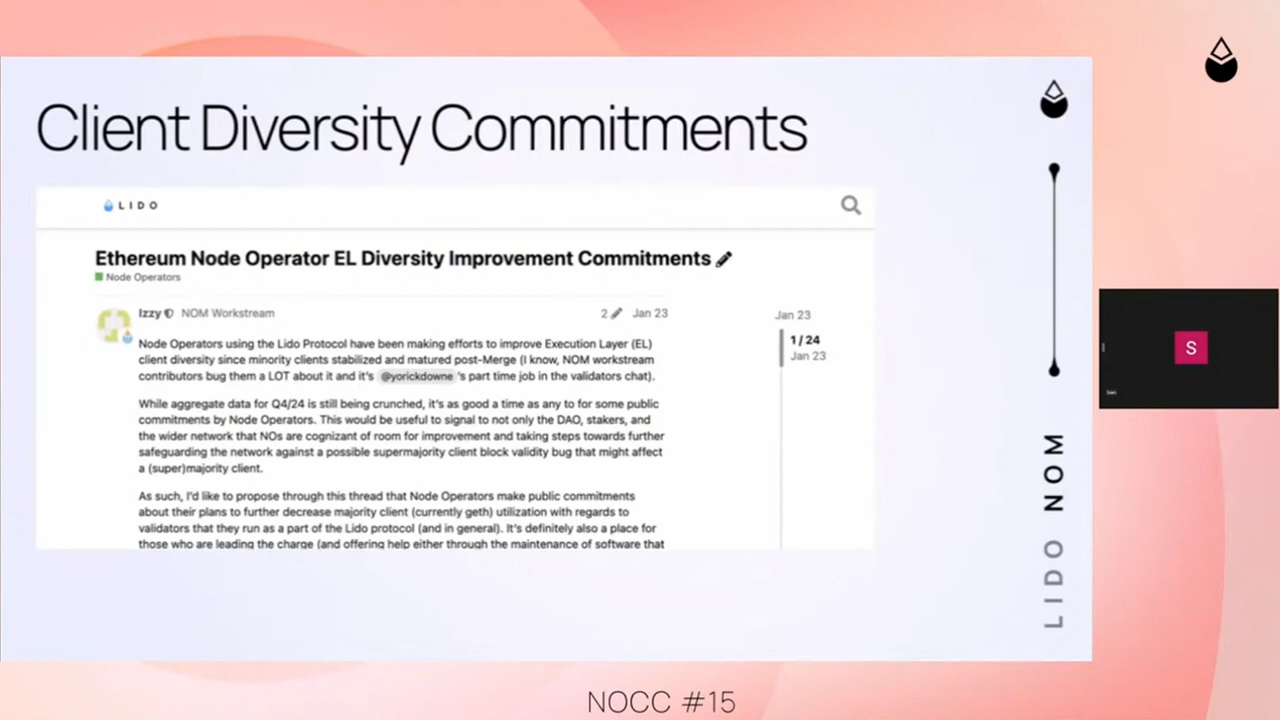 Client Diversity Commitments
LIDO
Ethereum Node Operator EL Diversity Improvement Commitments
Node Operators
Izzy NOM Workstream 2 Jan 23
Node Operators using the Lido Protocol have been making efforts to improve Execution Layer (EL)
client diversity since minority clients stabilized and matured post-Merge (I know, NOM workstream
contributors bug them a LOT about it and it's @yorickdowne 's part time job in the validators chat).
While aggregate data for Q4/24 is still being crunched, it's as good a time as any to for some public
commitments by Node Operators. This would be useful to signal to not only the DAO, stakers, and
the wider network that NOs are cognizant of room for improvement and taking steps towards further
safeguarding the network against a possible supermajority client block validity bug that might affect
a (super)majority client.
As such, I'd like to propose through this thread that Node Operators make public commitments
about their plans to further decrease majority client (currently geth) utilization with regards to
validators that they run as a part of the Lido protocol (and in general). It's definitely also a place for
those who are leading the charge (and offering help either through the maintenance of software that
Jan 23
1 / 24
Jan 23
LIDO NOM
S
NOCC #15